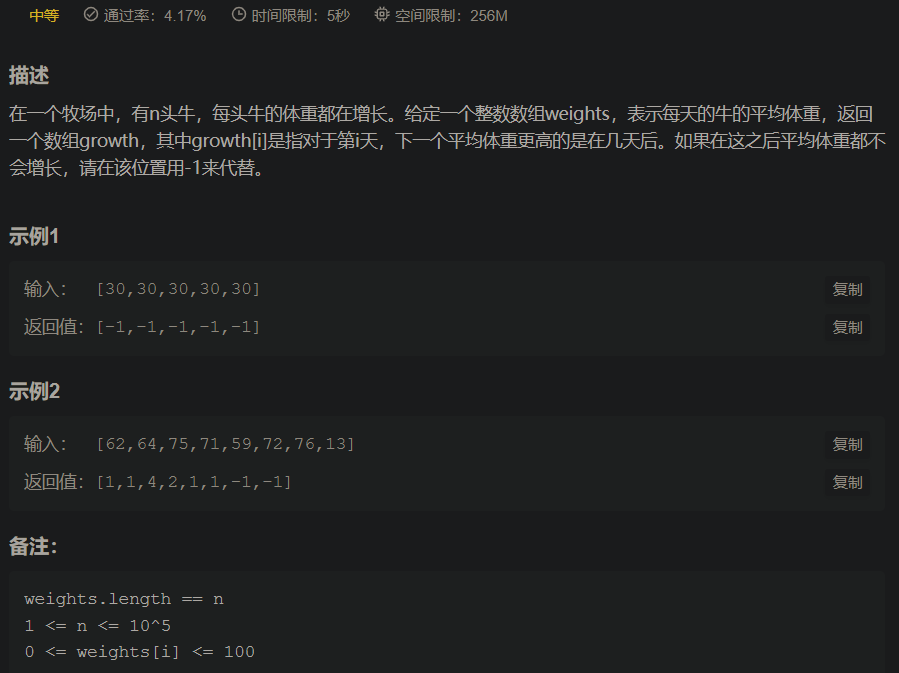 中等 通过率：4.17% 时间限制：5秒 空间限制：256M
描述
在一个牧场中，有n头牛，每头牛的体重都在增长。给定一个整数数组weights，表示每天的牛的平均体重，返回
一个数组growth，其中growth[i]是指对于第i天，下一个平均体重更高的是在几天后。如果在这之后平均体重都不
会增长，请在该位置用-1来代替。
示例1
输入： [30,30,30,30,30] 复制
返回值： [-1,-1,-1,-1,-1] 复制
示例2
输入： [62,64,75,71,59,72,76,13] 复制
返回值： [1,1,4,2,1,1,-1,-1] 复制
备注：
weights.length == n
1 <= n <= 10^5
0 <= weights[i] <= 100